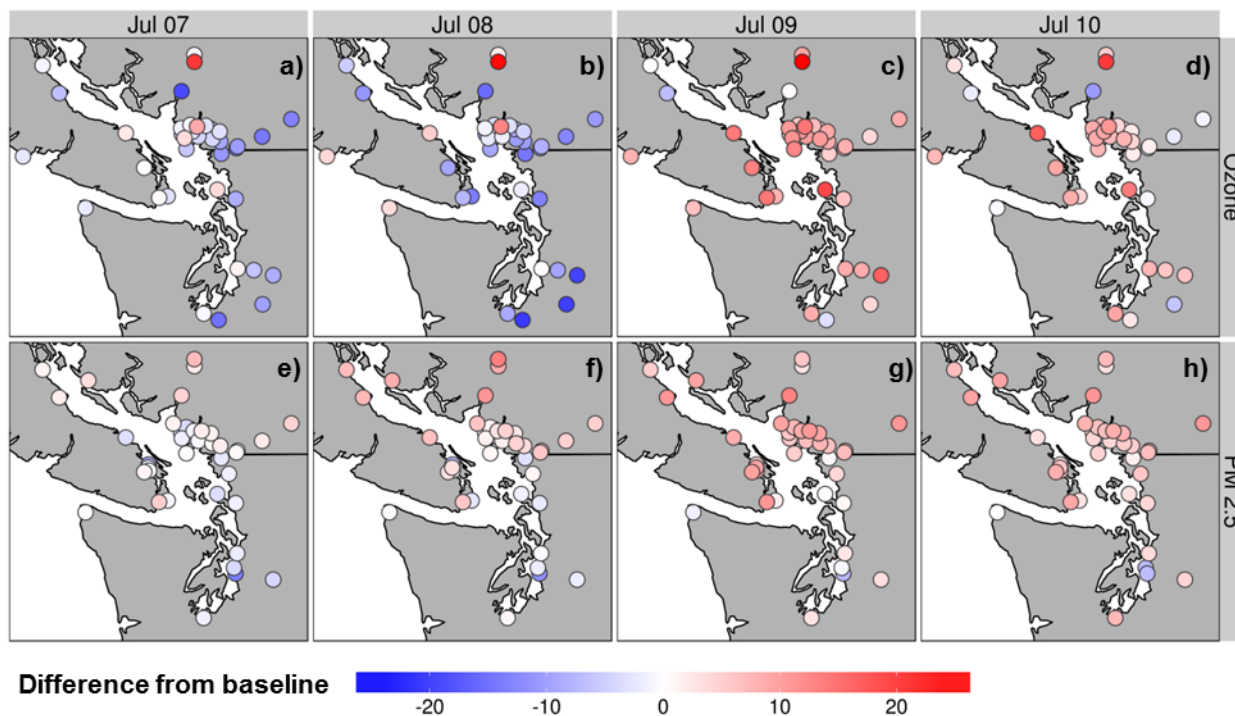 Jul 07 Jul 08 Jul 09 Jul 10
a) b) c) d)
Ozone
e) f) g) h)
PM 2.5
Difference from baseline
-20 -10 0 10 20